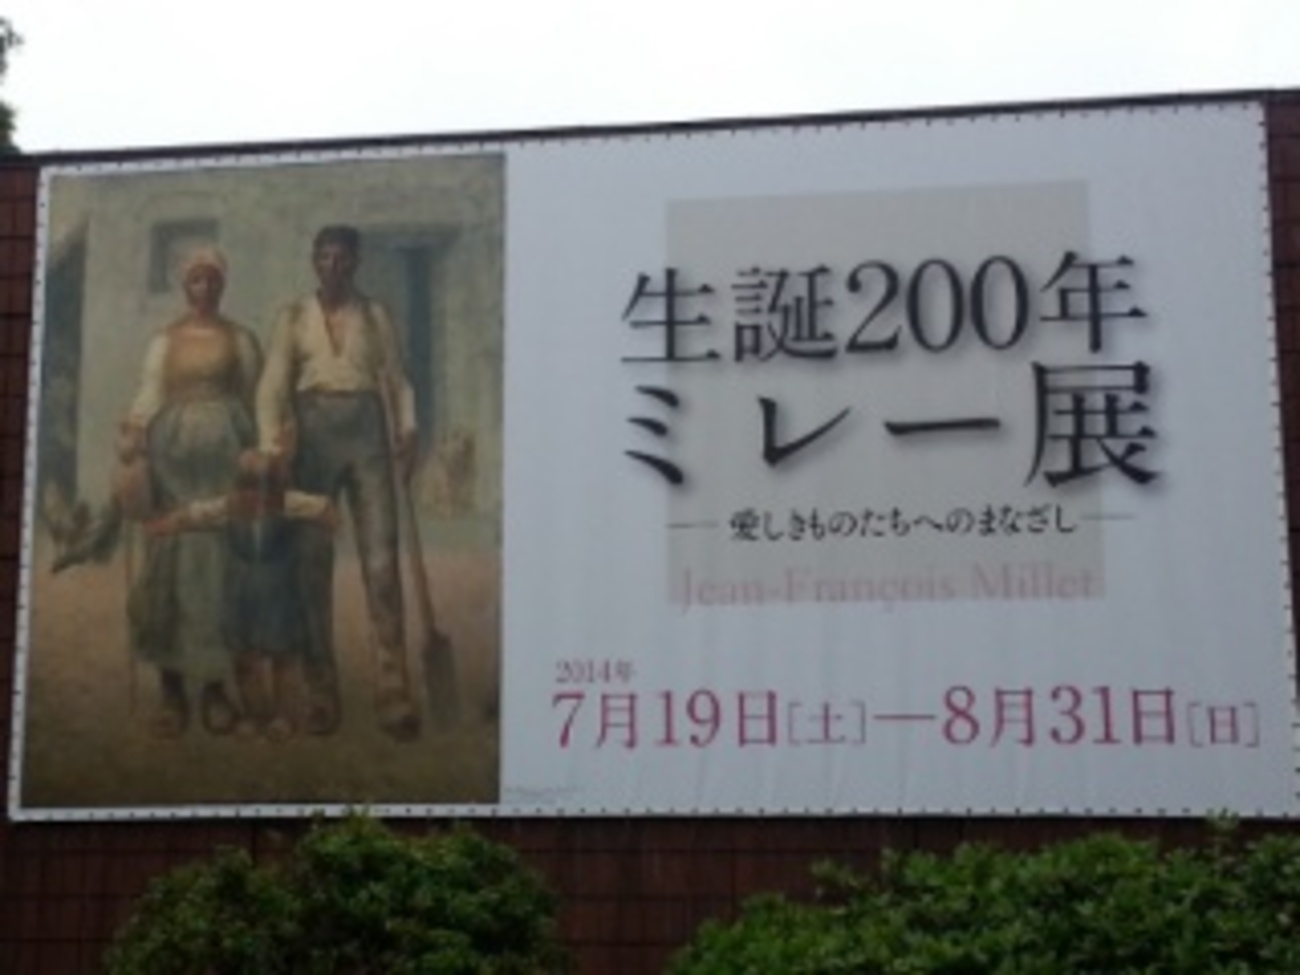 生誕200年
ミレー展
―愛しきものたちへのまなざし―
Jean-François Millet
2014年
7月19日[土]―8月31日[日]